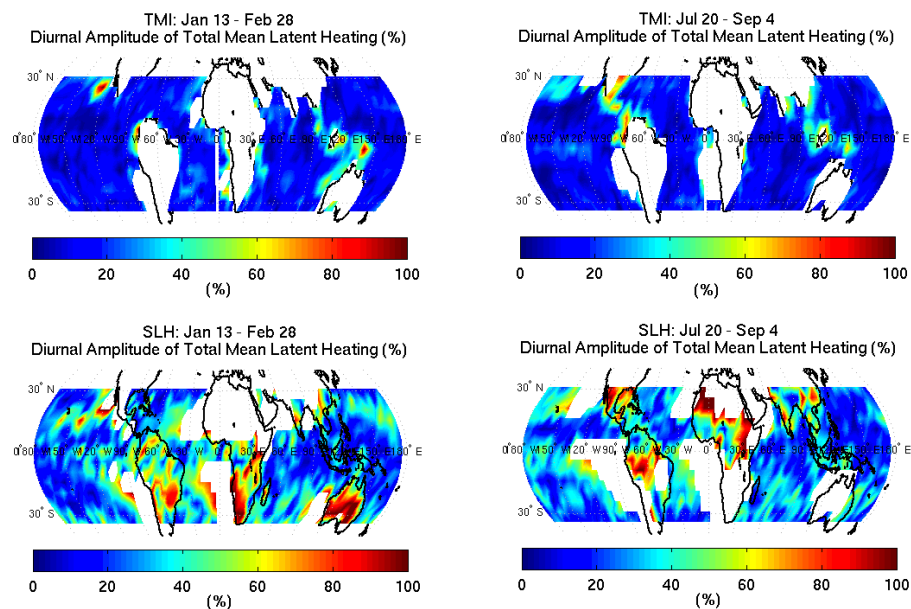 TMI: Jan 13 - Feb 28
Diurnal Amplitude of Total Mean Latent Heating (%)
30° N
30° S
0 20 40 60 80 100
(%)
TMI: Jul 20 - Sep 4
Diurnal Amplitude of Total Mean Latent Heating (%)
30° N
30° S
0 20 40 60 80 100
(%)
SLH: Jan 13 - Feb 28
Diurnal Amplitude of Total Mean Latent Heating (%)
30° N
30° S
0 20 40 60 80 100
(%)
SLH: Jul 20 - Sep 4
Diurnal Amplitude of Total Mean Latent Heating (%)
30° N
30° S
0 20 40 60 80 100
(%)